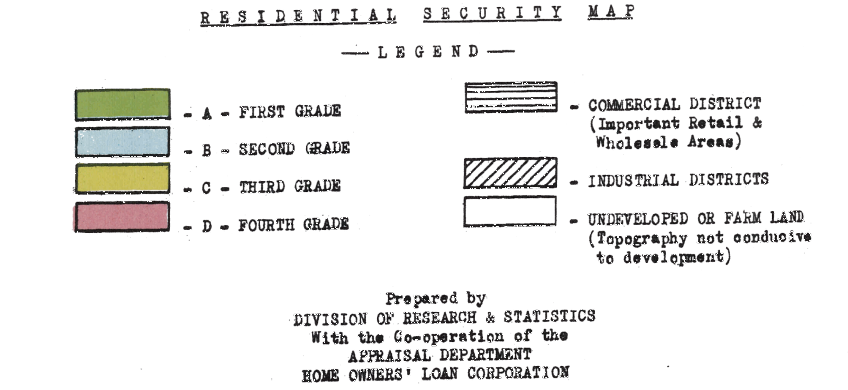 RESIDENTIAL SECURITY MAP
— LEGEND —
- A - FIRST GRADE
- B - SECOND GRADE
- C - THIRD GRADE
- D - FOURTH GRADE
- COMMERCIAL DISTRICT
(Important Retail &
Wholesale Areas)
- INDUSTRIAL DISTRICTS
- UNDEVELOPED OR FARM LAND
(Topography not conducive
to development)
Prepared by
DIVISION OF RESEARCH & STATISTICS
With the Co-operation of the
APPRAISAL DEPARTMENT
HOME OWNERS' LOAN CORPORATION